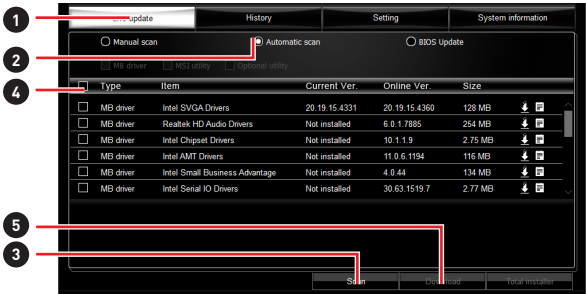 1 Live update History Setting System information
Manual scan Automatic scan BIOS Update
2 MB driver MSI utility Optional utility
4 Type Item Current Ver. Online Ver. Size
MB driver Intel SVGA Drivers 20.19.15.4331 20.19.15.4360 128 MB
MB driver Realtek HD Audio Drivers Not installed 6.0.1.7885 254 MB
MB driver Intel Chipset Drivers Not installed 10.1.1.9 2.75 MB
MB driver Intel AMT Drivers Not installed 11.0.6.1194 116 MB
MB driver Intel Small Business Advantage Not installed 4.0.44 134 MB
MB driver Intel Serial IO Drivers Not installed 30.63.1519.7 2.77 MB
5
3
Scan Download Total installer